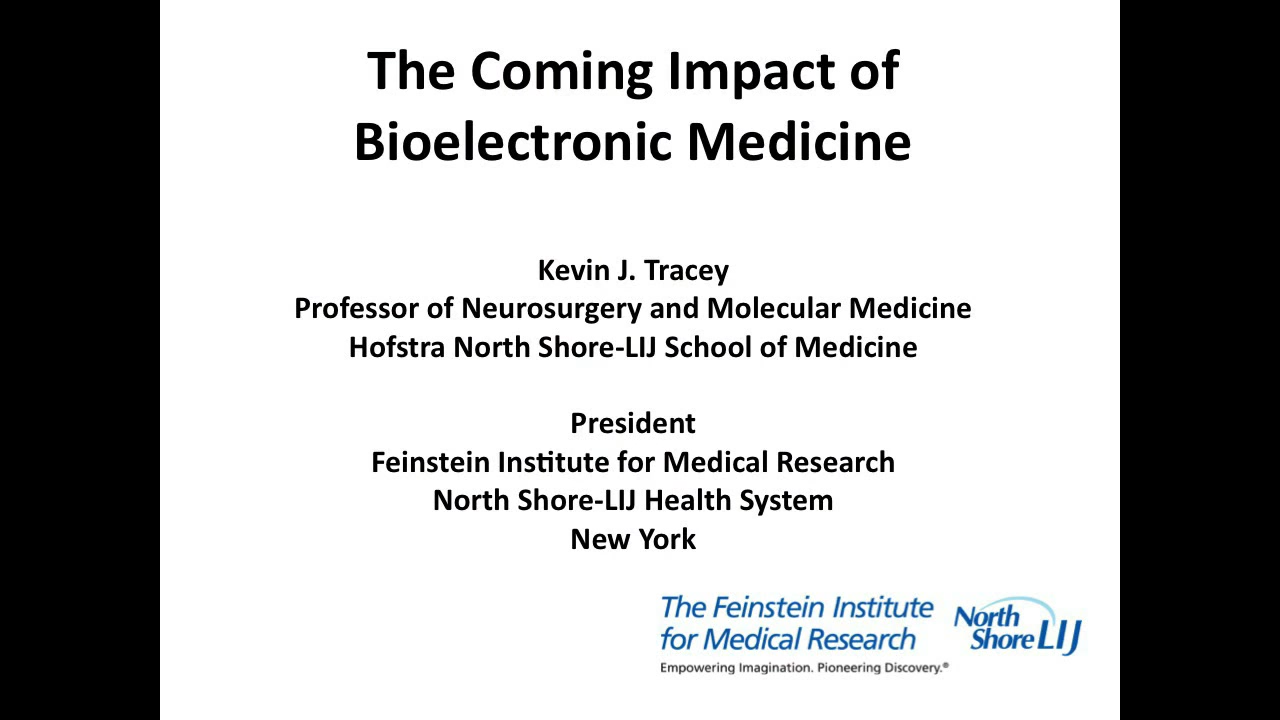 The Coming Impact of
Bioelectronic Medicine
Kevin J. Tracey
Professor of Neurosurgery and Molecular Medicine
Hofstra North Shore-LIJ School of Medicine
President
Feinstein Institute for Medical Research
North Shore-LIJ Health System
New York
The Feinstein Institute
for Medical Research
Empowering Imagination. Pioneering Discovery.®
North
Shore LIJ